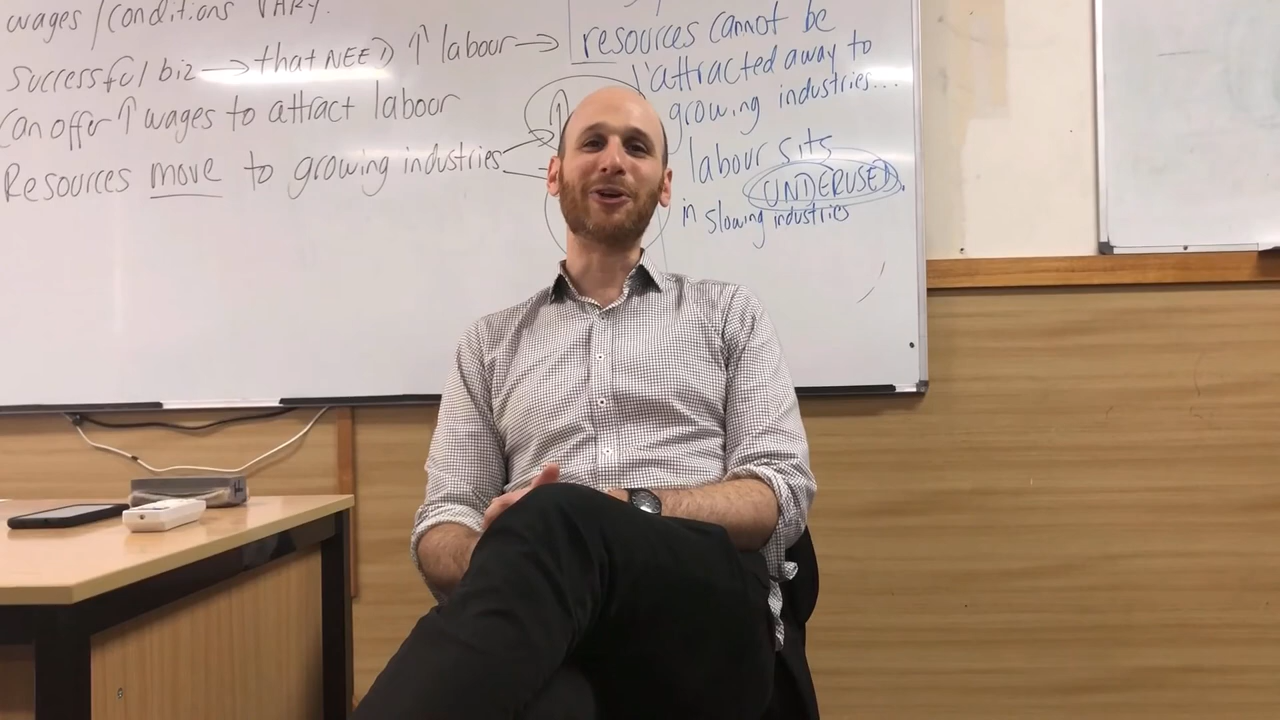 wages/conditions VARY.
successful biz → that NEED ↑ labour →
can offer ↑ wages to attract labour
Resources move to growing industries
↑
resources cannot be
attracted away to
growing industries...
labour sits
UNDERUSED.
in slowing industries